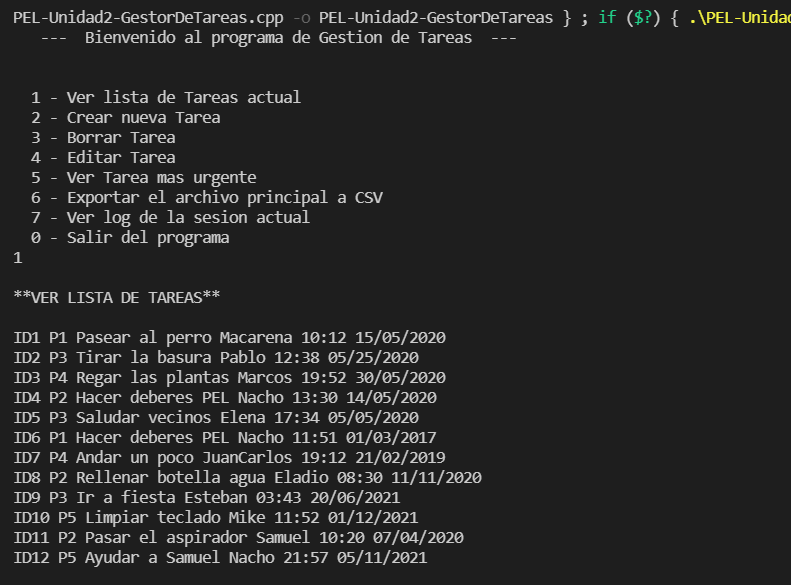 PEL-Unidad2-GestorDeTareas.cpp -o PEL-Unidad2-GestorDeTareas } ; if ($?) { .\PEL-Unidad
--- Bienvenido al programa de Gestion de Tareas ---
1 - Ver lista de Tareas actual
2 - Crear nueva Tarea
3 - Borrar Tarea
4 - Editar Tarea
5 - Ver Tarea mas urgente
6 - Exportar el archivo principal a CSV
7 - Ver log de la sesion actual
0 - Salir del programa
1
**VER LISTA DE TAREAS**
ID1 P1 Pasear al perro Macarena 10:12 15/05/2020
ID2 P3 Tirar la basura Pablo 12:38 05/25/2020
ID3 P4 Regar las plantas Marcos 19:52 30/05/2020
ID4 P2 Hacer deberes PEL Nacho 13:30 14/05/2020
ID5 P3 Saludar vecinos Elena 17:34 05/05/2020
ID6 P1 Hacer deberes PEL Nacho 11:51 01/03/2017
ID7 P4 Andar un poco JuanCarlos 19:12 21/02/2019
ID8 P2 Rellenar botella agua Eladio 08:30 11/11/2020
ID9 P3 Ir a fiesta Esteban 03:43 20/06/2021
ID10 P5 Limpiar teclado Mike 11:52 01/12/2021
ID11 P2 Pasar el aspirador Samuel 10:20 07/04/2020
ID12 P5 Ayudar a Samuel Nacho 21:57 05/11/2021